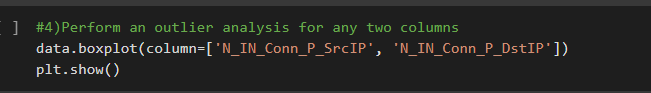 [ ] #4)Perform an outlier analysis for any two columns
data.boxplot(column=['N_IN_Conn_P_SrcIP', 'N_IN_Conn_P_DstIP'])
plt.show()